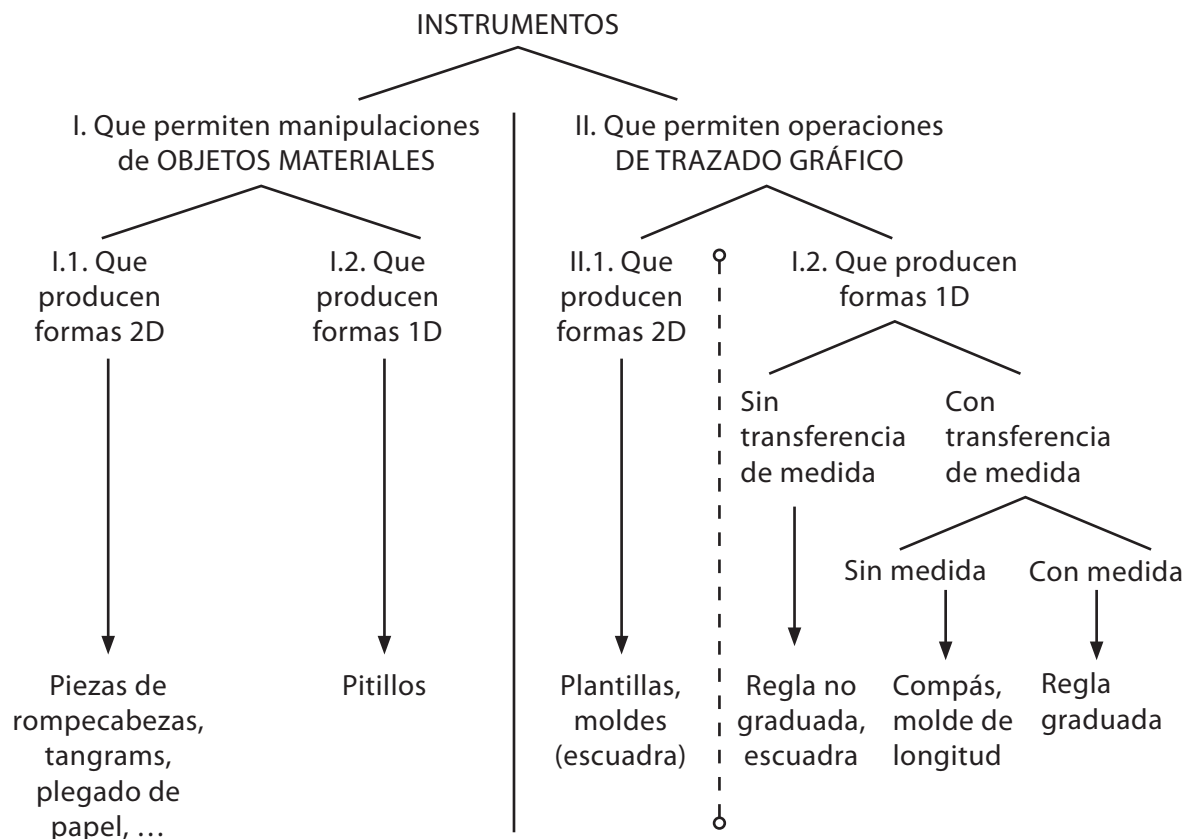 INSTRUMENTOS
I. Que permiten manipulaciones
de OBJETOS MATERIALES
II. Que permiten operaciones
DE TRAZADO GRÁFICO
I.1. Que
producen
formas 2D
I.2. Que
producen
formas 1D
II.1. Que
producen
formas 2D
I.2. Que producen
formas 1D
Sin
transferencia
de medida
Con
transferencia
de medida
Sin medida
Con medida
Piezas de
rompecabezas,
tangrams,
plegado de
papel, …
Pitillos
Plantillas,
moldes
(escuadra)
Regla no
graduada,
escuadra
Compás,
molde de
longitud
Regla
graduada